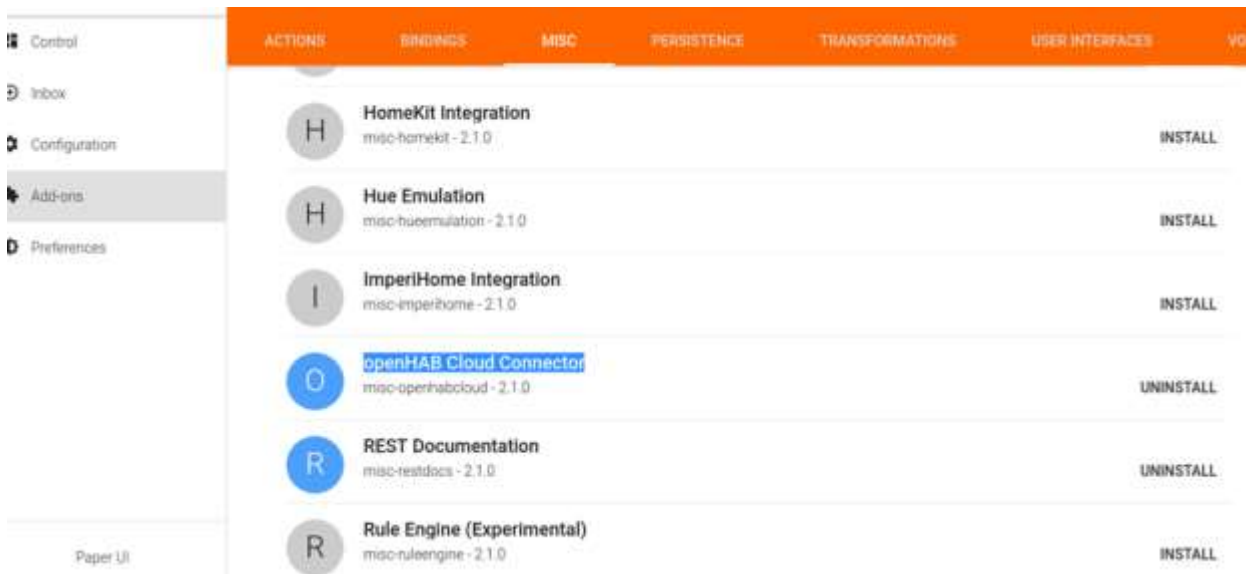 Control
Inbox
Configuration
Add-ons
Preferences
Paper UI
ACTIONS BINDINGS MISC PERSISTENCE TRANSFORMATIONS USER INTERFACES VO
H
HomeKit Integration
misc-homekit - 2.1.0
INSTALL
H
Hue Emulation
misc-hueemulation - 2.1.0
INSTALL
I
ImperiHome Integration
misc-imperihome - 2.1.0
INSTALL
O
openHAB Cloud Connector
misc-openhabcloud - 2.1.0
UNINSTALL
R
REST Documentation
misc-restdocs - 2.1.0
UNINSTALL
R
Rule Engine (Experimental)
misc-ruleengine - 2.1.0
INSTALL